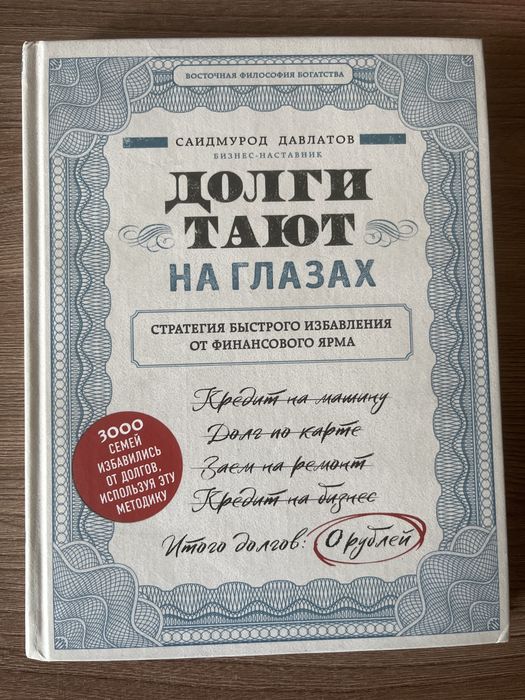 ВОСТОЧНАЯ ФИЛОСОФИЯ БОГАТСТВА
САИДМУРОД ДАВЛАТОВ
БИЗНЕС-НАСТАВНИК
ДОЛГИ
ТАЮТ
НА ГЛАЗАХ
СТРАТЕГИЯ БЫСТРОГО ИЗБАВЛЕНИЯ
ОТ ФИНАНСОВОГО ЯРМА
Кредит на машину
Долг по карте
Заем на ремонт
Кредит на бизнес
Итого долгов: 0 рублей
3000
СЕМЕЙ
ИЗБАВИЛИСЬ
ОТ ДОЛГОВ,
ИСПОЛЬЗУЯ ЭТУ
МЕТОДИКУ